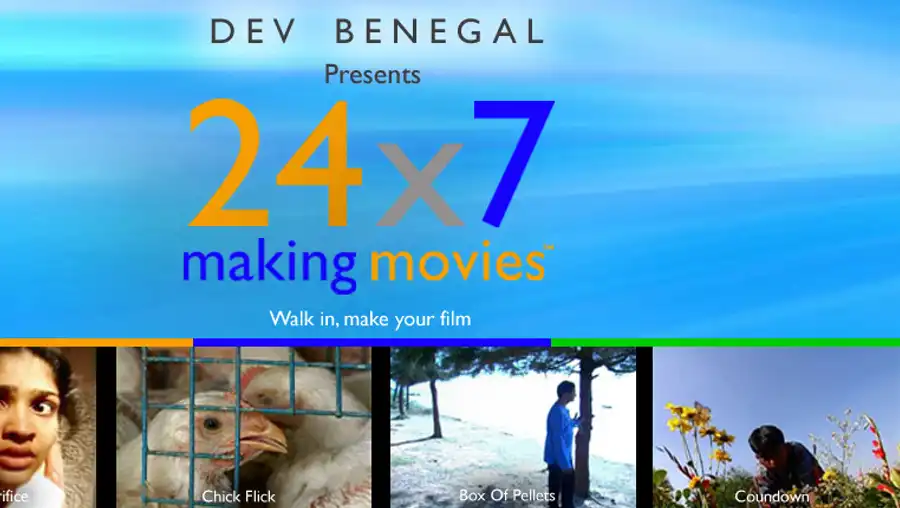 DEV BENEGAL
Presents
24x7
making movies™
Walk in, make your film
rifice
Chick Flick
Box Of Pellets
Coundown